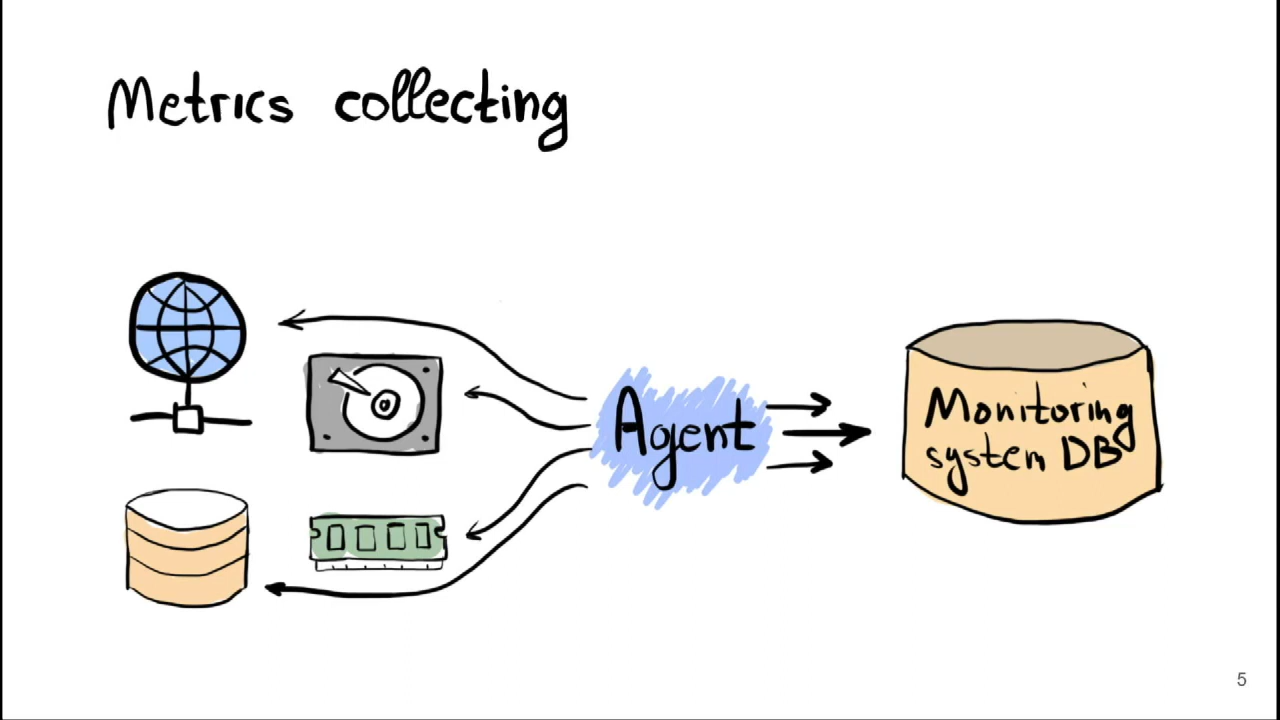 Metrics collecting
Agent
Monitoring
system DB
5